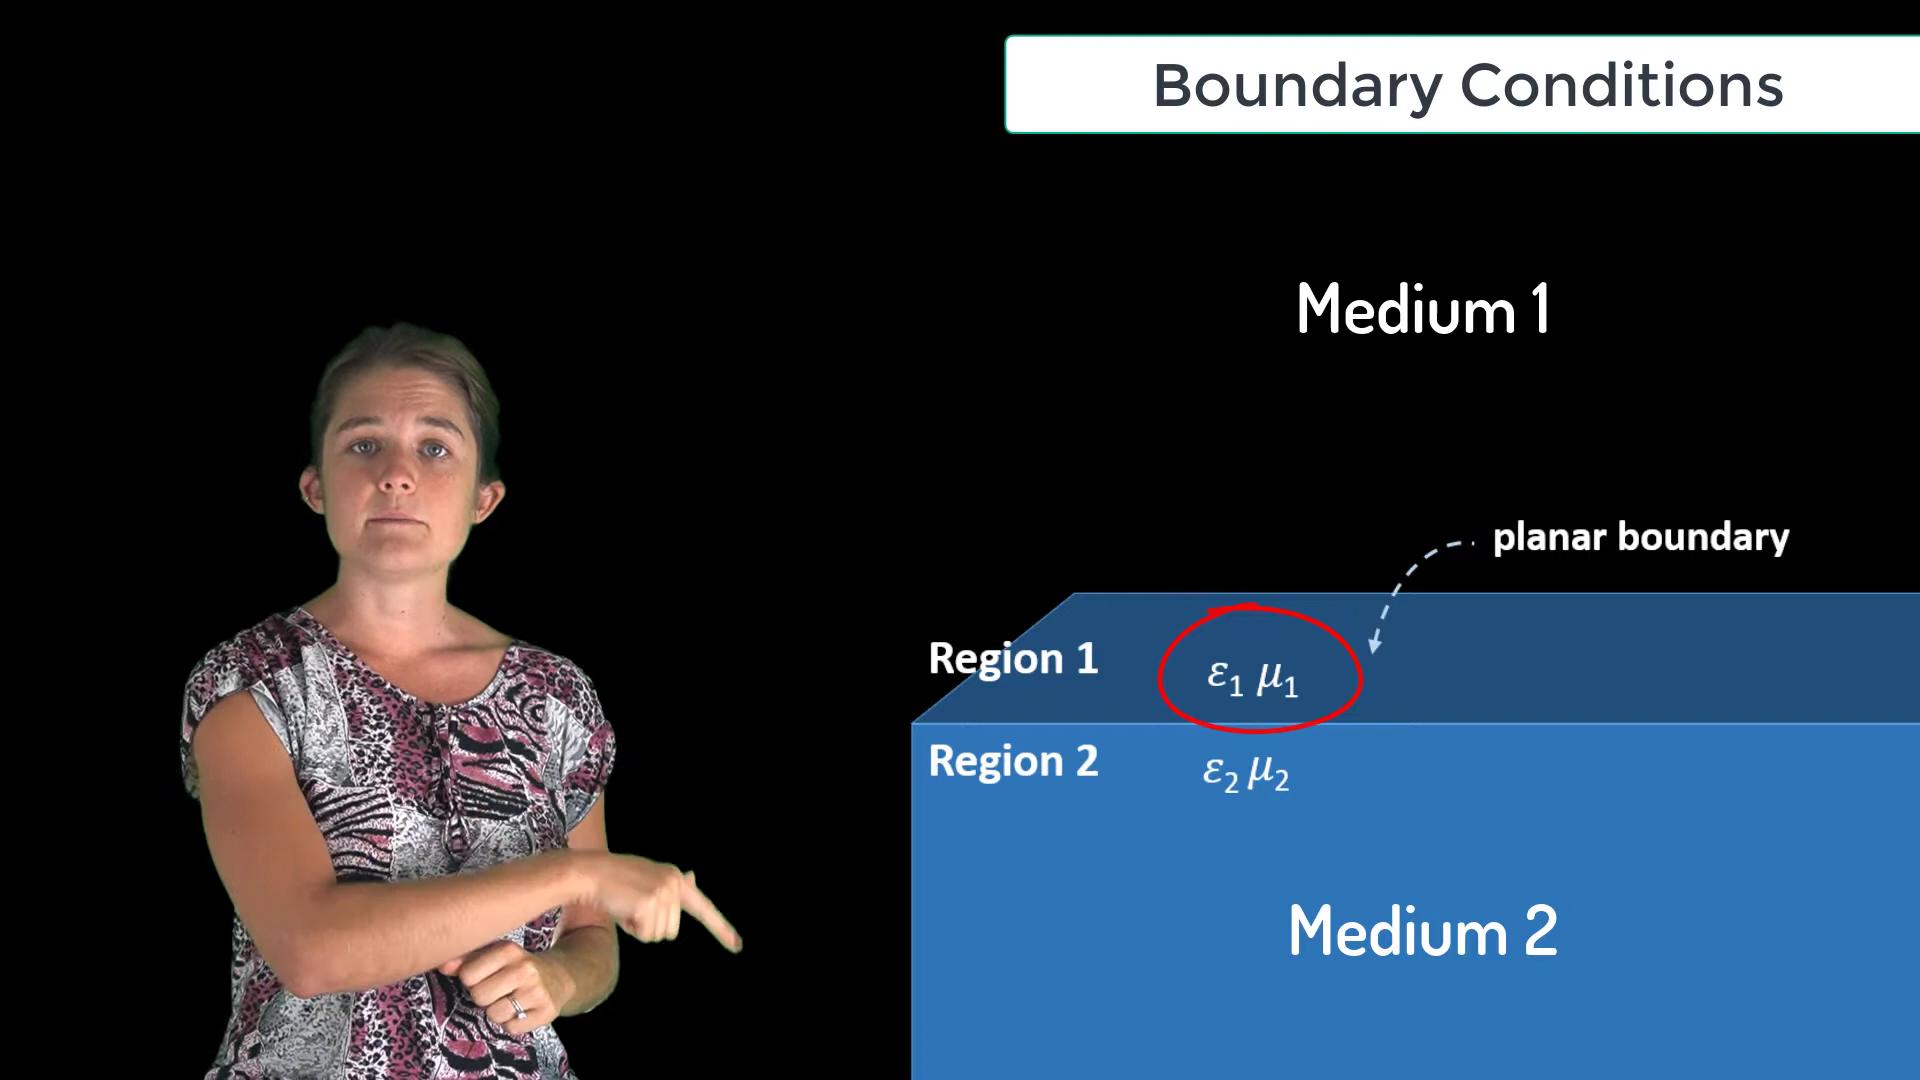 Boundary Conditions
Medium 1
planar boundary
Region 1
ε₁ μ₁
Region 2
ε₂ μ₂
Medium 2